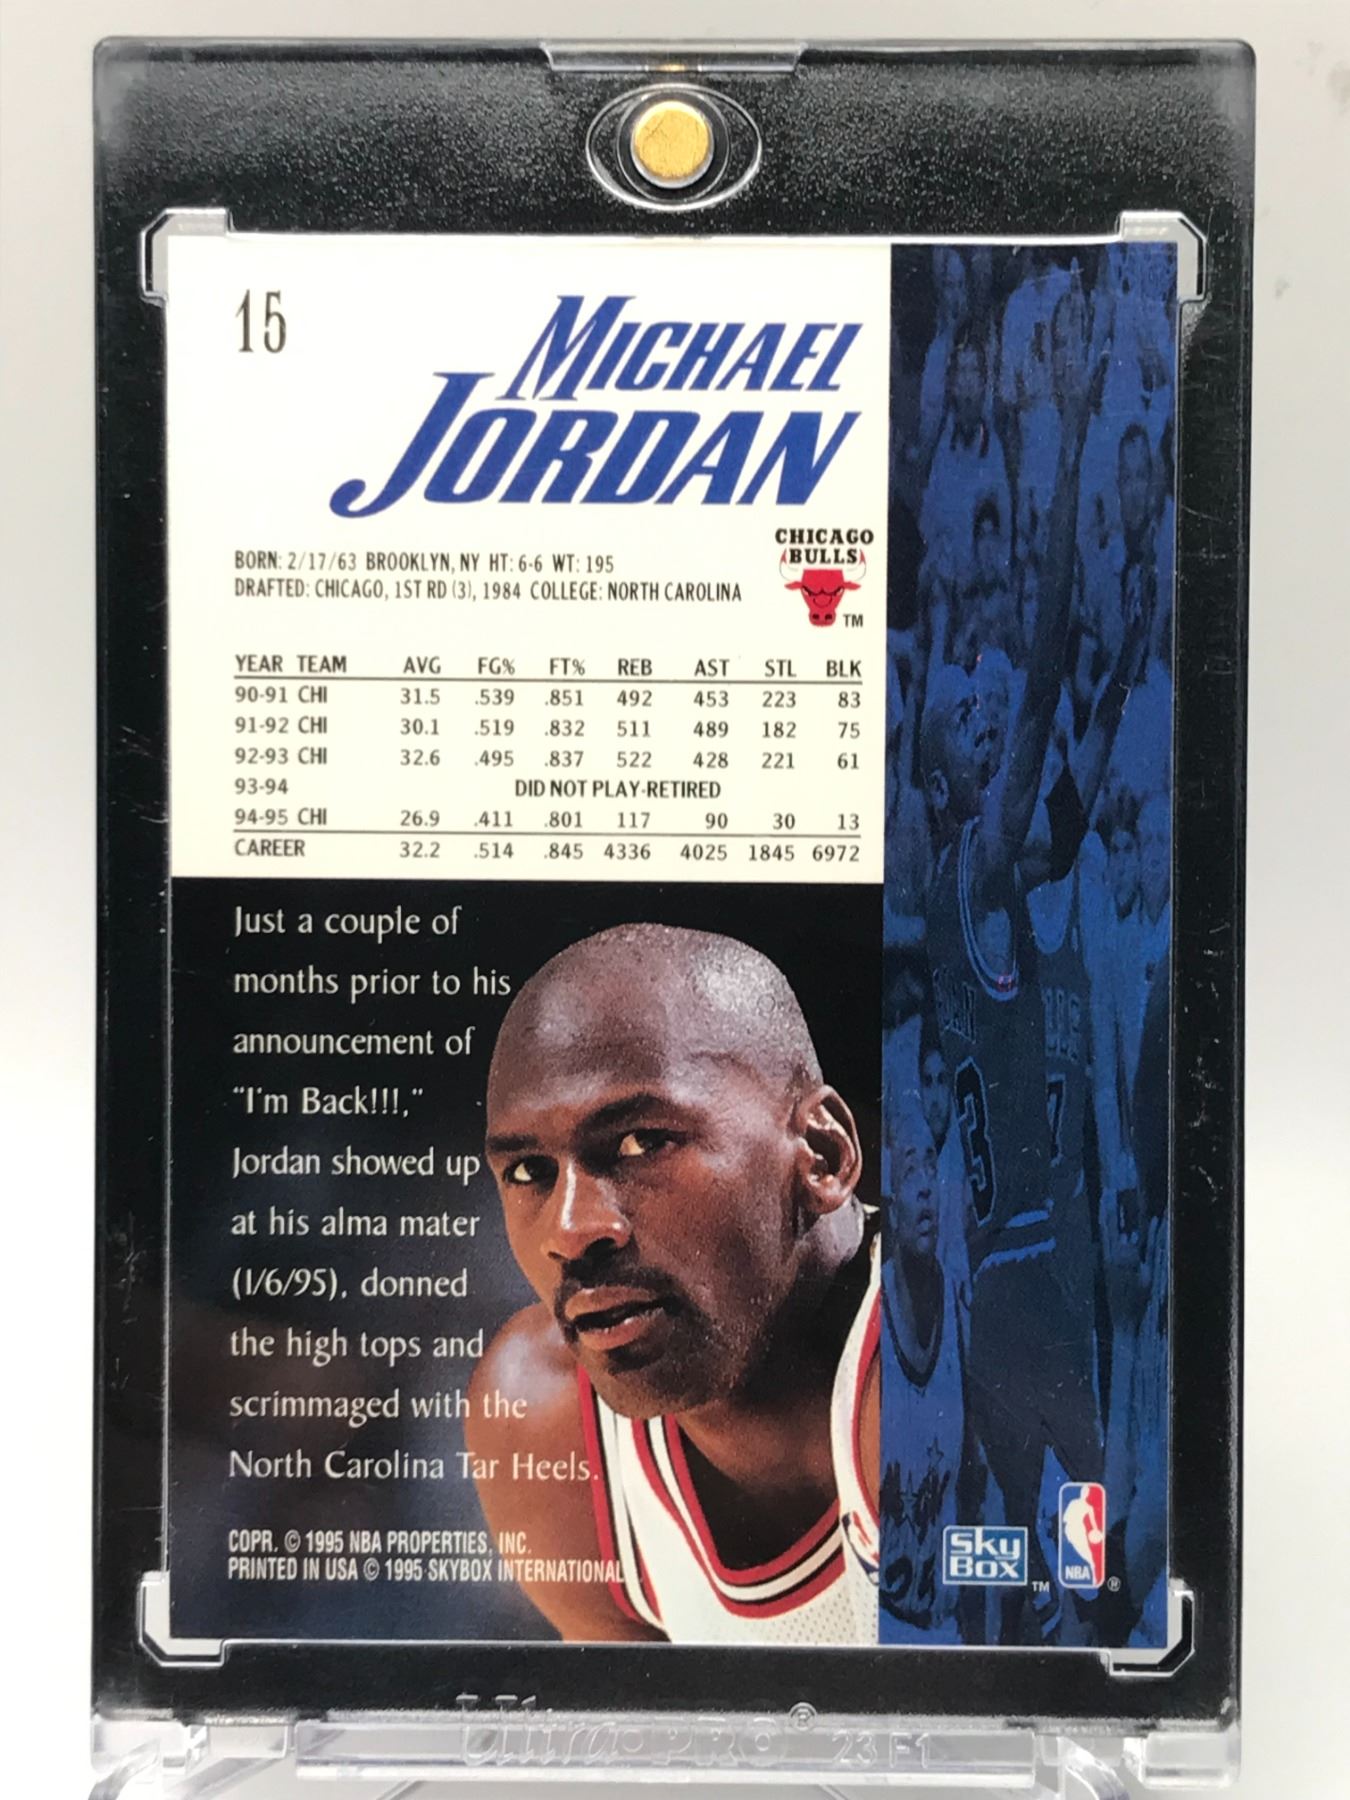 15
MICHAEL
JORDAN
CHICAGO
BULLS
TM
BORN: 2/17/63 BROOKLYN, NY HT: 6-6 WT: 195
DRAFTED: CHICAGO, 1ST RD (3), 1984 COLLEGE: NORTH CAROLINA
YEAR TEAM AVG FG% FT% REB AST STL BLK
90-91 CHI 31.5 .539 .851 492 453 223 83
91-92 CHI 30.1 .519 .832 511 489 182 75
92-93 CHI 32.6 .495 .837 522 428 221 61
93-94 DID NOT PLAY-RETIRED
94-95 CHI 26.9 .411 .801 117 90 30 13
CAREER 32.2 .514 .845 4336 4025 1845 6972
Just a couple of
months prior to his
announcement of
"I'm Back!!!,"
Jordan showed up
at his alma mater
(1/6/95), donned
the high tops and
scrimmaged with the
North Carolina Tar Heels.
COPR. © 1995 NBA PROPERTIES, INC.
PRINTED IN USA © 1995 SKYBOX INTERNATIONAL
Sky
Box
TM
NBA
®
Ultra·PRO® 23 F1